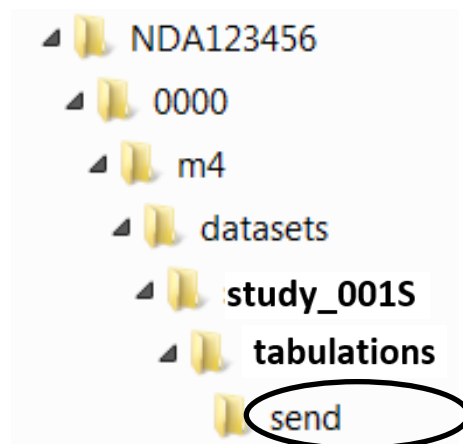 NDA123456
0000
m4
datasets
study_001S
tabulations
send